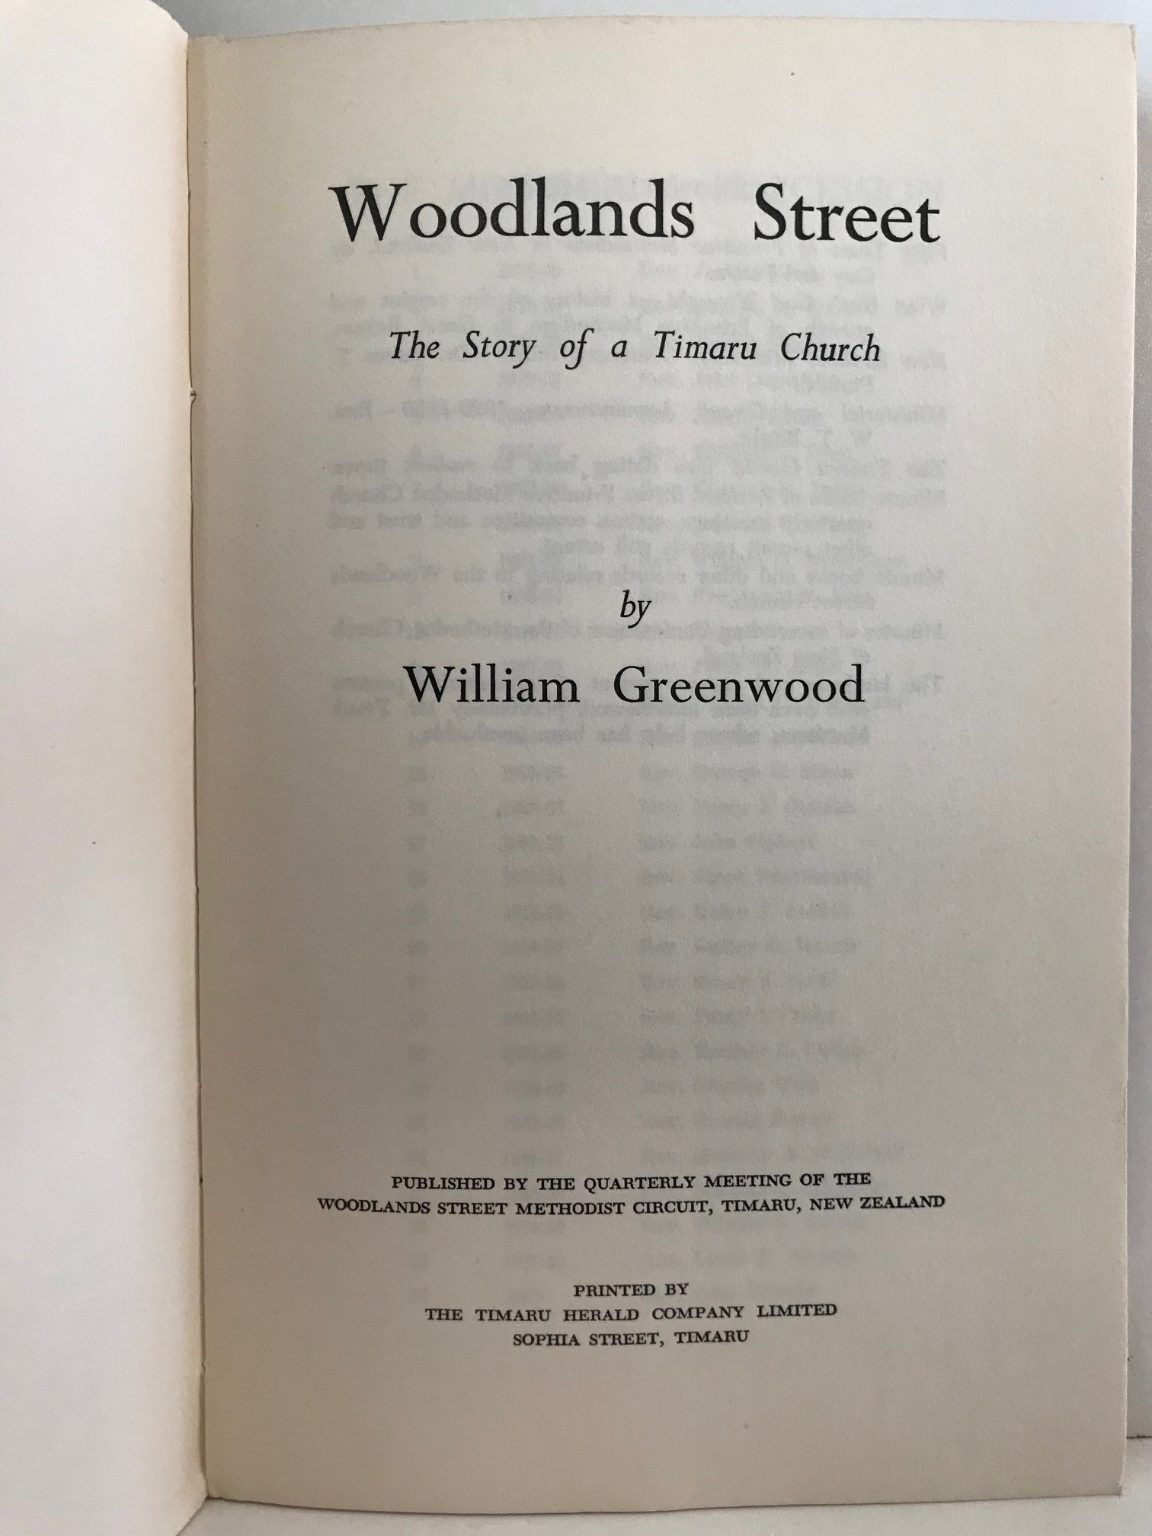 Woodlands Street
The Story of a Timaru Church
by
William Greenwood
PUBLISHED BY THE QUARTERLY MEETING OF THE
WOODLANDS STREET METHODIST CIRCUIT, TIMARU, NEW ZEALAND
PRINTED BY
THE TIMARU HERALD COMPANY LIMITED
SOPHIA STREET, TIMARU